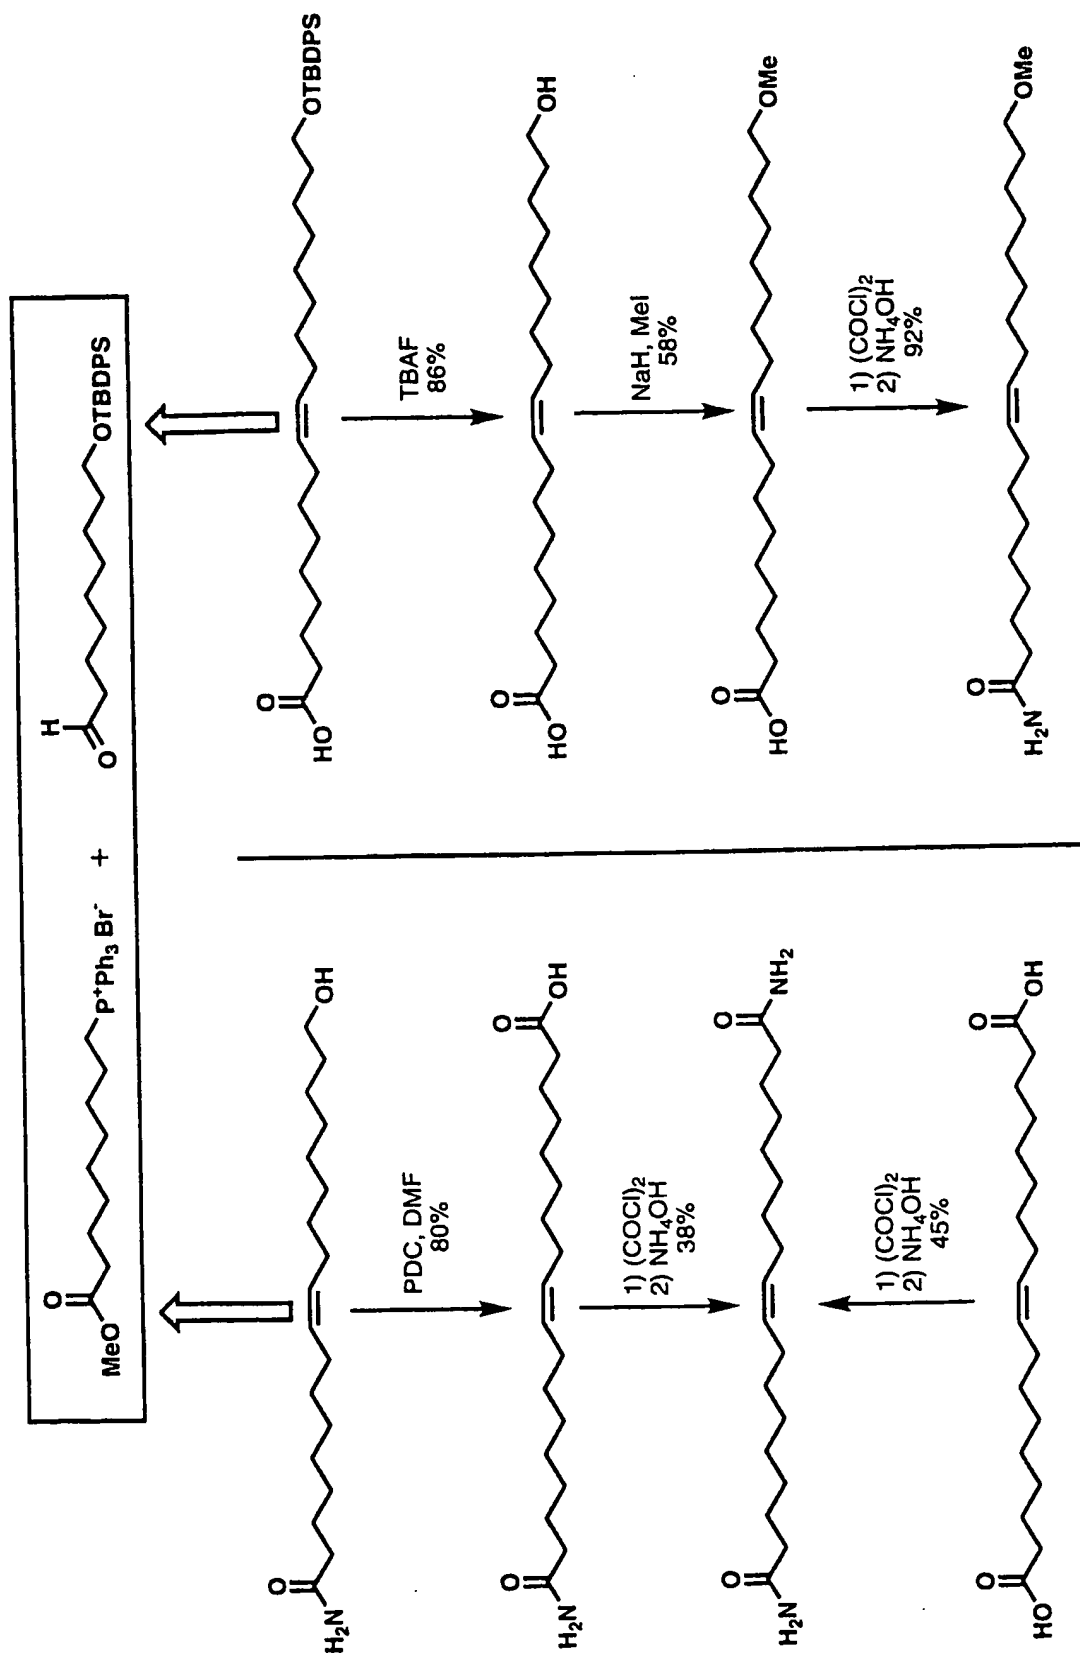 MeO
O
P⁺Ph₃ Br⁻
+
H
O
OTBDPS
H₂N
O
OH
PDC, DMF
80%
H₂N
O
O
OH
1) (COCl)₂
2) NH₄OH
38%
H₂N
O
O
NH₂
1) (COCl)₂
2) NH₄OH
45%
HO
O
O
OH
HO
O
OTBDPS
TBAF
86%
HO
O
OH
NaH, MeI
58%
HO
O
OMe
1) (COCl)₂
2) NH₄OH
92%
H₂N
O
OMe